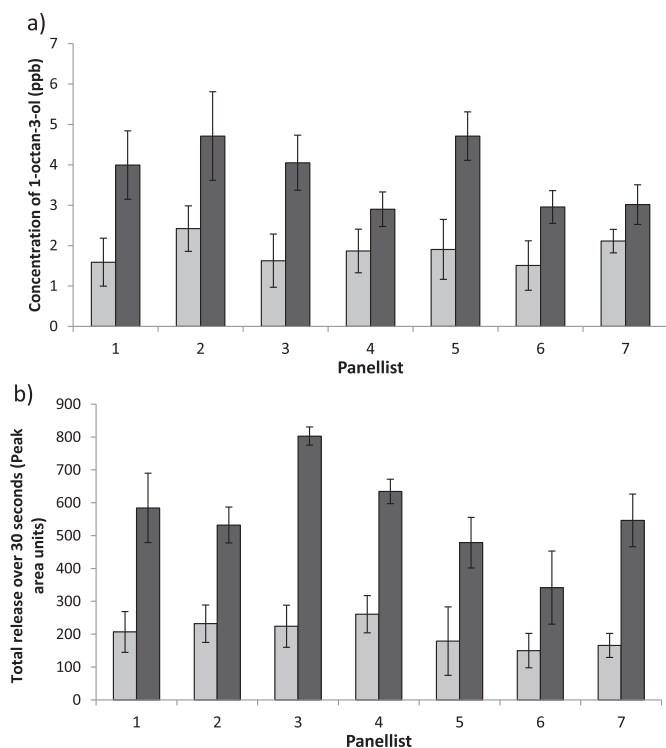 a)
Concentration of 1-octan-3-ol (ppb)
7
6
5
4
3
2
1
0
1 2 3 4 5 6 7
Panellist
b)
Total release over 30 seconds (Peak
area units)
900
800
700
600
500
400
300
200
100
0
1 2 3 4 5 6 7
Panellist